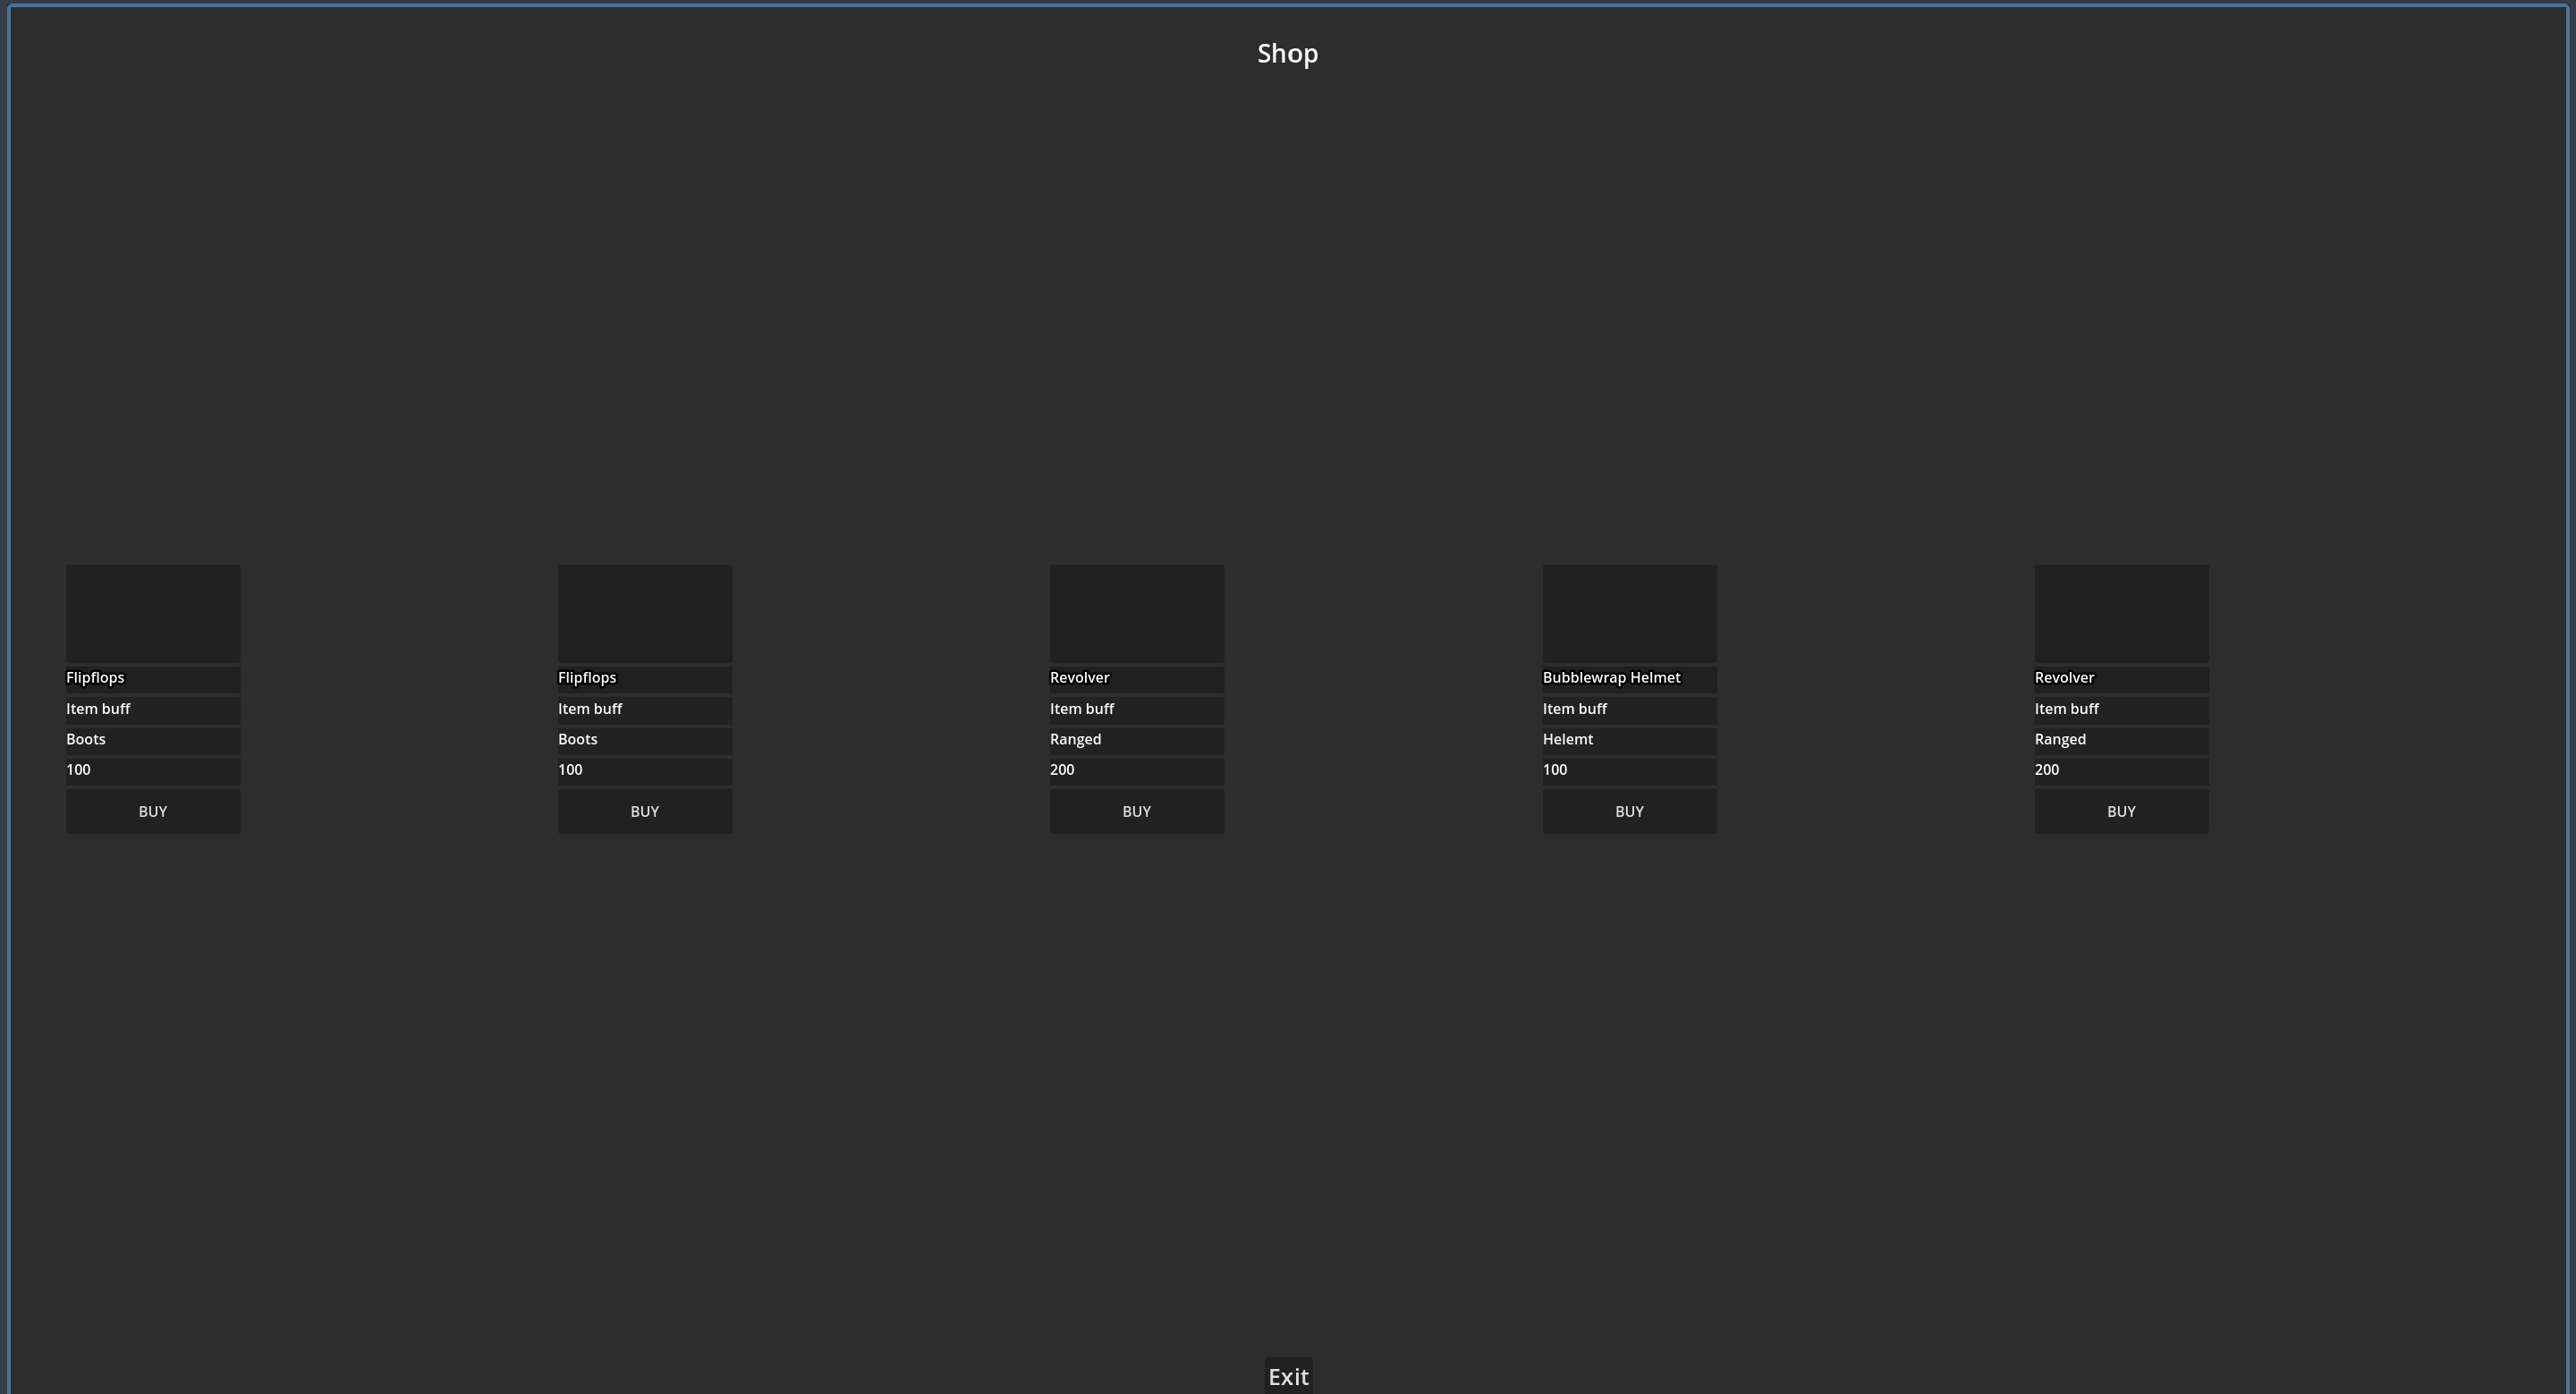 Shop
Flipflops
Item buff
Boots
100
BUY
Flipflops
Item buff
Boots
100
BUY
Revolver
Item buff
Ranged
200
BUY
Bubblewrap Helmet
Item buff
Helemt
100
BUY
Revolver
Item buff
Ranged
200
BUY
Exit